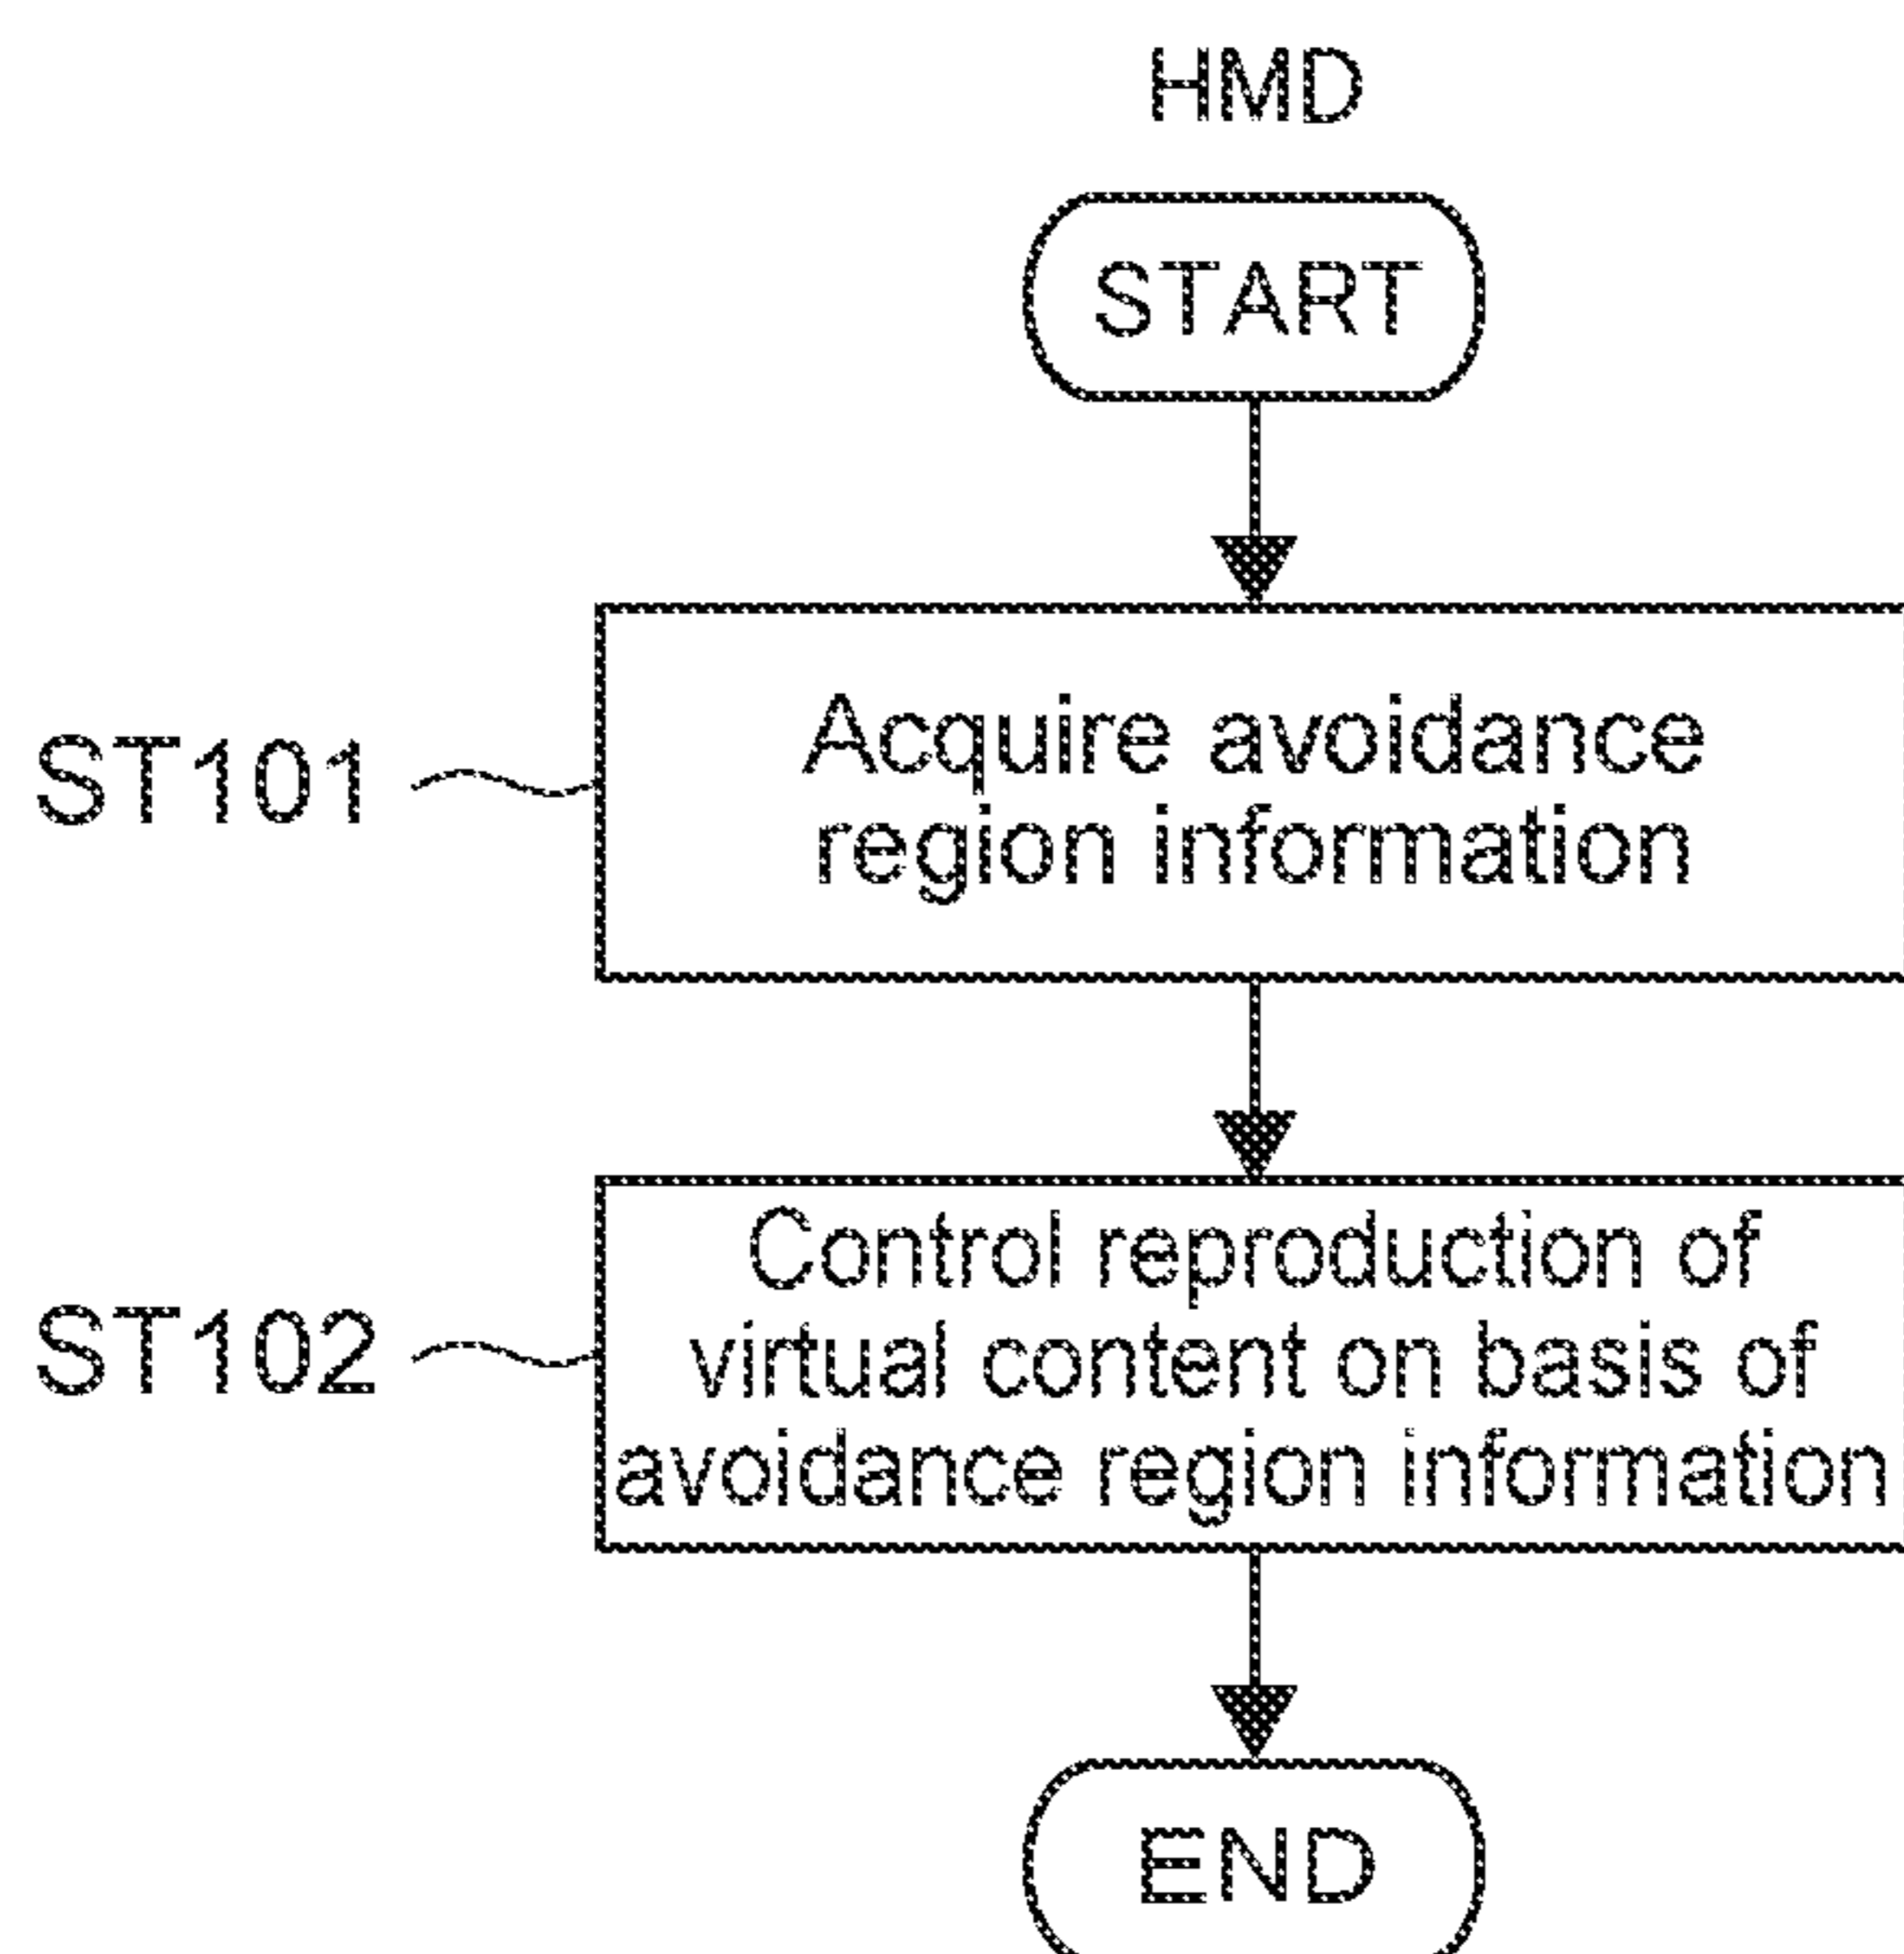 HMD
START
ST101
Acquire avoidance
region information
ST102
Control reproduction of
virtual content on basis of
avoidance region information
END